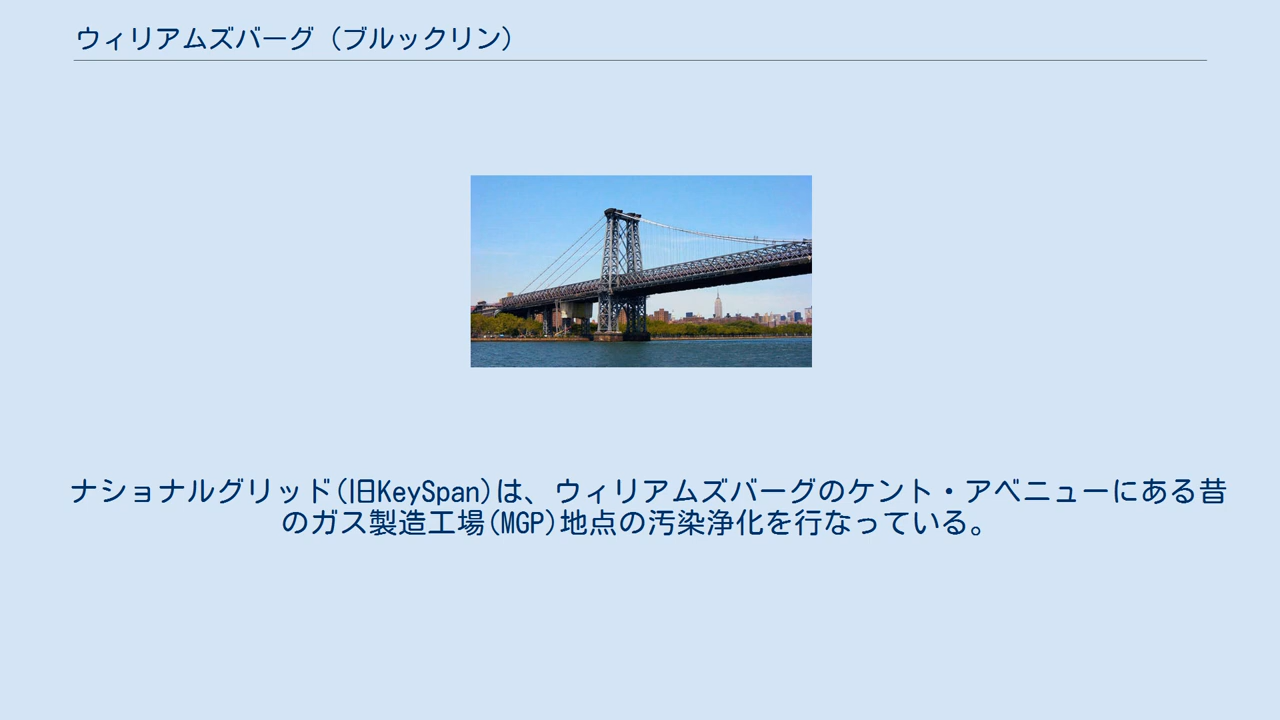 ウィリアムズバーグ（ブルックリン）
ナショナルグリッド(旧KeySpan)は、ウィリアムズバーグのケント・アベニューにある昔
のガス製造工場(MGP)地点の汚染浄化を行なっている。